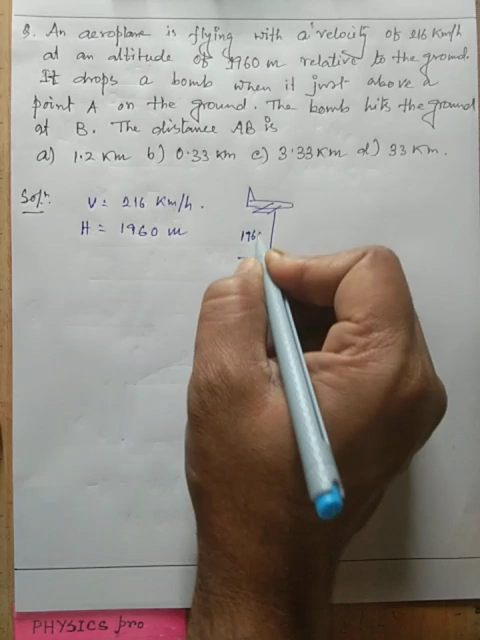 Q. An aeroplane is flying with a velocity of 216 Km/h
at an altitude of 1960 m relative to the ground.
It drops a bomb when it just above a
point A on the ground. The bomb hits the ground
at B. The distance AB is
a) 1.2 Km b) 0.33 Km c) 3.33 Km d) 33 Km.
Solⁿ:
V = 216 Km/h.
H = 1960 m
196
PHYSICS pro